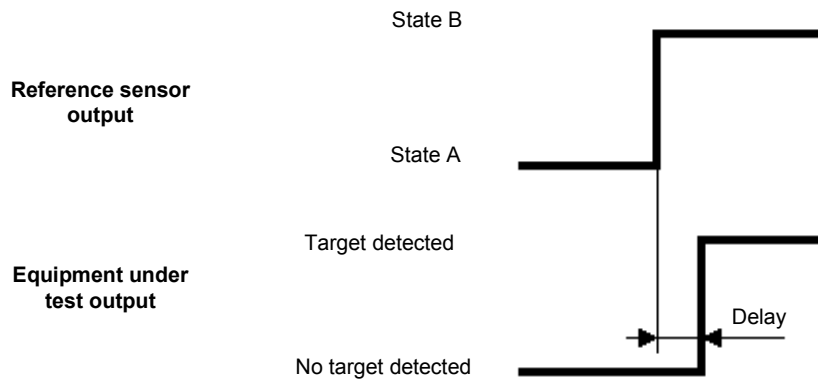 State B
Reference sensor
output
State A
Target detected
Equipment under
test output
Delay
No target detected